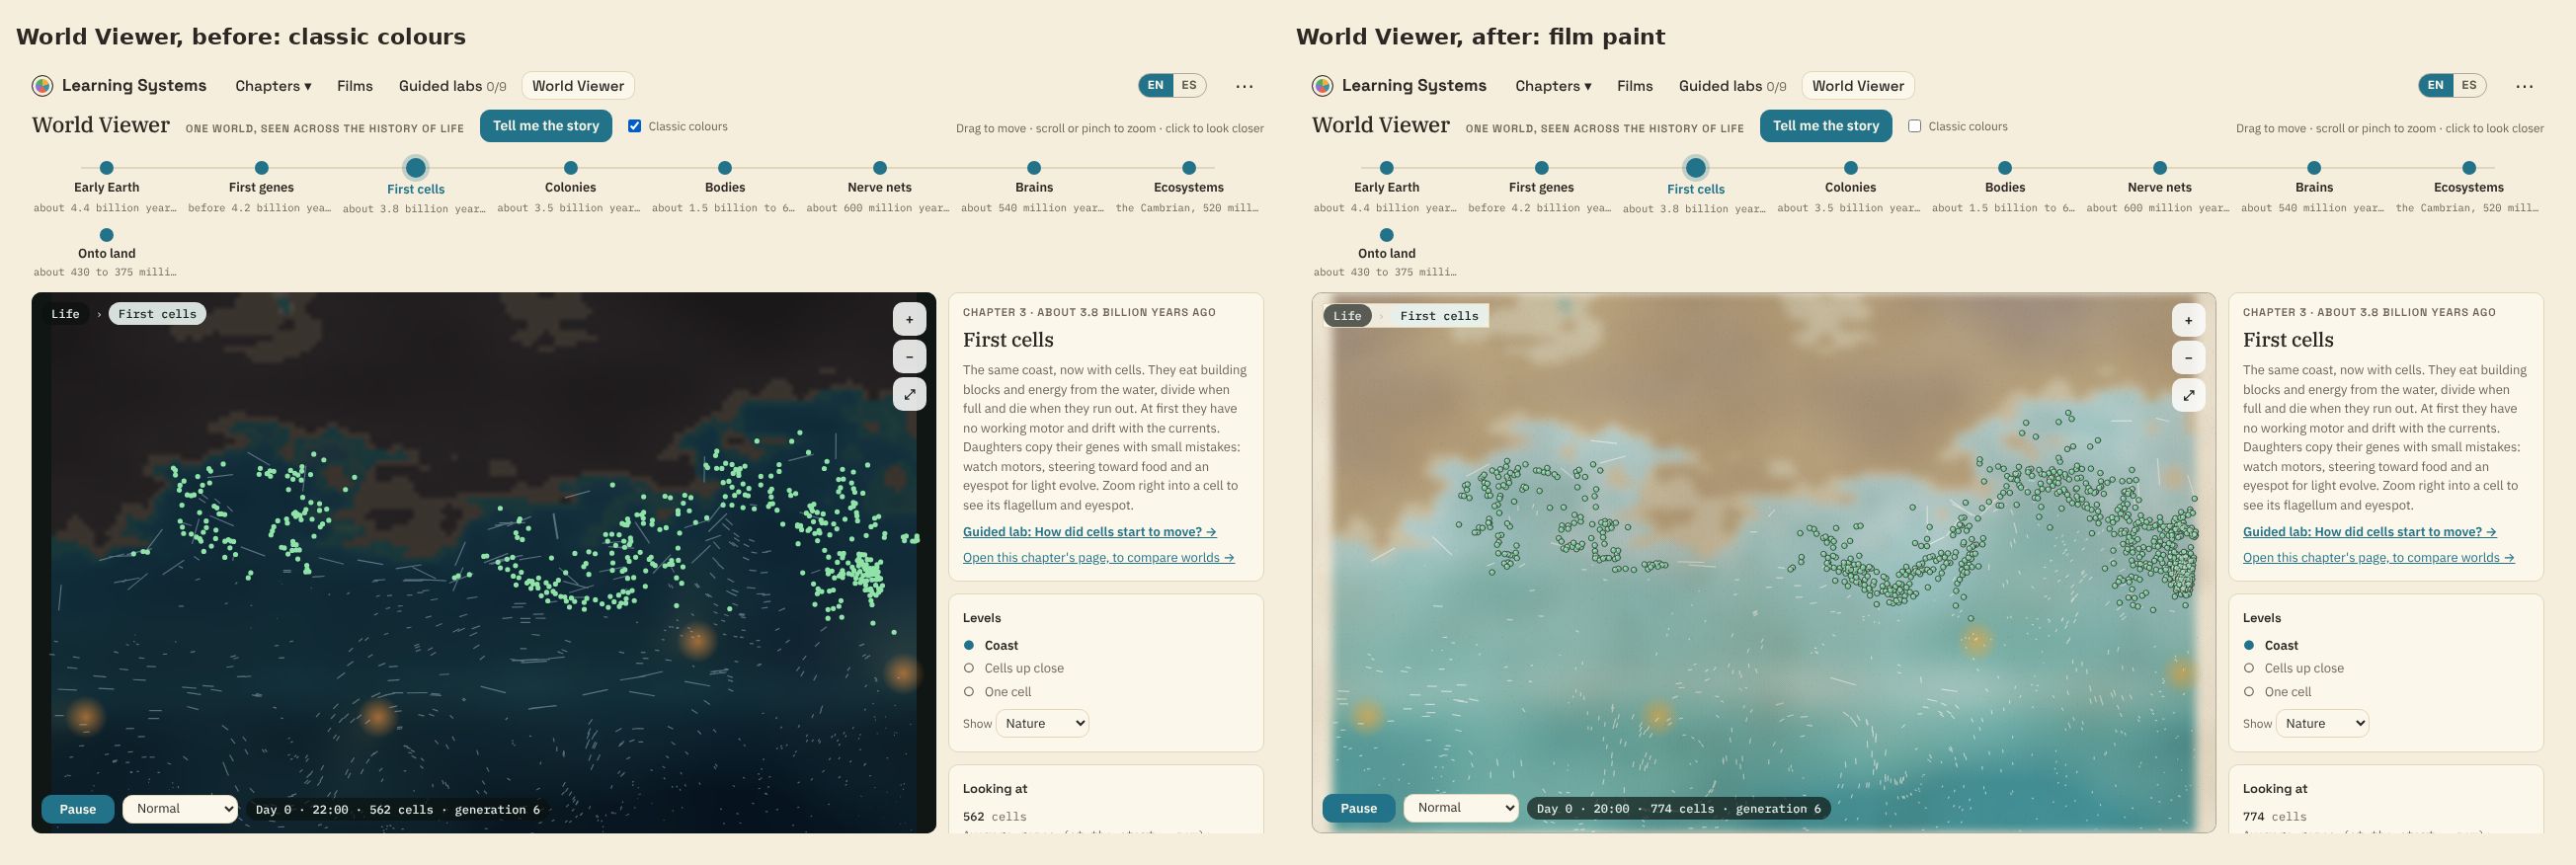 World Viewer, before: classic colours
Learning Systems Chapters ▾ Films Guided labs 0/9 World Viewer EN ES ⋯
World Viewer ONE WORLD, SEEN ACROSS THE HISTORY OF LIFE Tell me the story Classic colours Drag to move · scroll or pinch to zoom · click to look closer
Early Earth First genes First cells Colonies Bodies Nerve nets Brains Ecosystems
about 4.4 billion year… before 4.2 billion yea… about 3.8 billion year… about 3.5 billion year… about 1.5 billion to 6… about 600 million year… about 540 million year… the Cambrian, 520 mill…
Onto land
about 430 to 375 milli…
Life › First cells
+
−
⤢
Pause Normal Day 0 · 22:00 · 562 cells · generation 6
CHAPTER 3 · ABOUT 3.8 BILLION YEARS AGO
First cells
The same coast, now with cells. They eat building
blocks and energy from the water, divide when
full and die when they run out. At first they have
no working motor and drift with the currents.
Daughters copy their genes with small mistakes:
watch motors, steering toward food and an
eyespot for light evolve. Zoom right into a cell to
see its flagellum and eyespot.
Guided lab: How did cells start to move? →
Open this chapter's page, to compare worlds →
Levels
Coast
Cells up close
One cell
Show Nature
Looking at
562 cells
World Viewer, after: film paint
Learning Systems Chapters ▾ Films Guided labs 0/9 World Viewer EN ES ⋯
World Viewer ONE WORLD, SEEN ACROSS THE HISTORY OF LIFE Tell me the story Classic colours Drag to move · scroll or pinch to zoom · click to look closer
Early Earth First genes First cells Colonies Bodies Nerve nets Brains Ecosystems
about 4.4 billion year… before 4.2 billion yea… about 3.8 billion year… about 3.5 billion year… about 1.5 billion to 6… about 600 million year… about 540 million year… the Cambrian, 520 mill…
Onto land
about 430 to 375 milli…
Life › First cells
+
−
⤢
Pause Normal Day 0 · 20:00 · 774 cells · generation 6
CHAPTER 3 · ABOUT 3.8 BILLION YEARS AGO
First cells
The same coast, now with cells. They eat building
blocks and energy from the water, divide when
full and die when they run out. At first they have
no working motor and drift with the currents.
Daughters copy their genes with small mistakes:
watch motors, steering toward food and an
eyespot for light evolve. Zoom right into a cell to
see its flagellum and eyespot.
Guided lab: How did cells start to move? →
Open this chapter's page, to compare worlds →
Levels
Coast
Cells up close
One cell
Show Nature
Looking at
774 cells